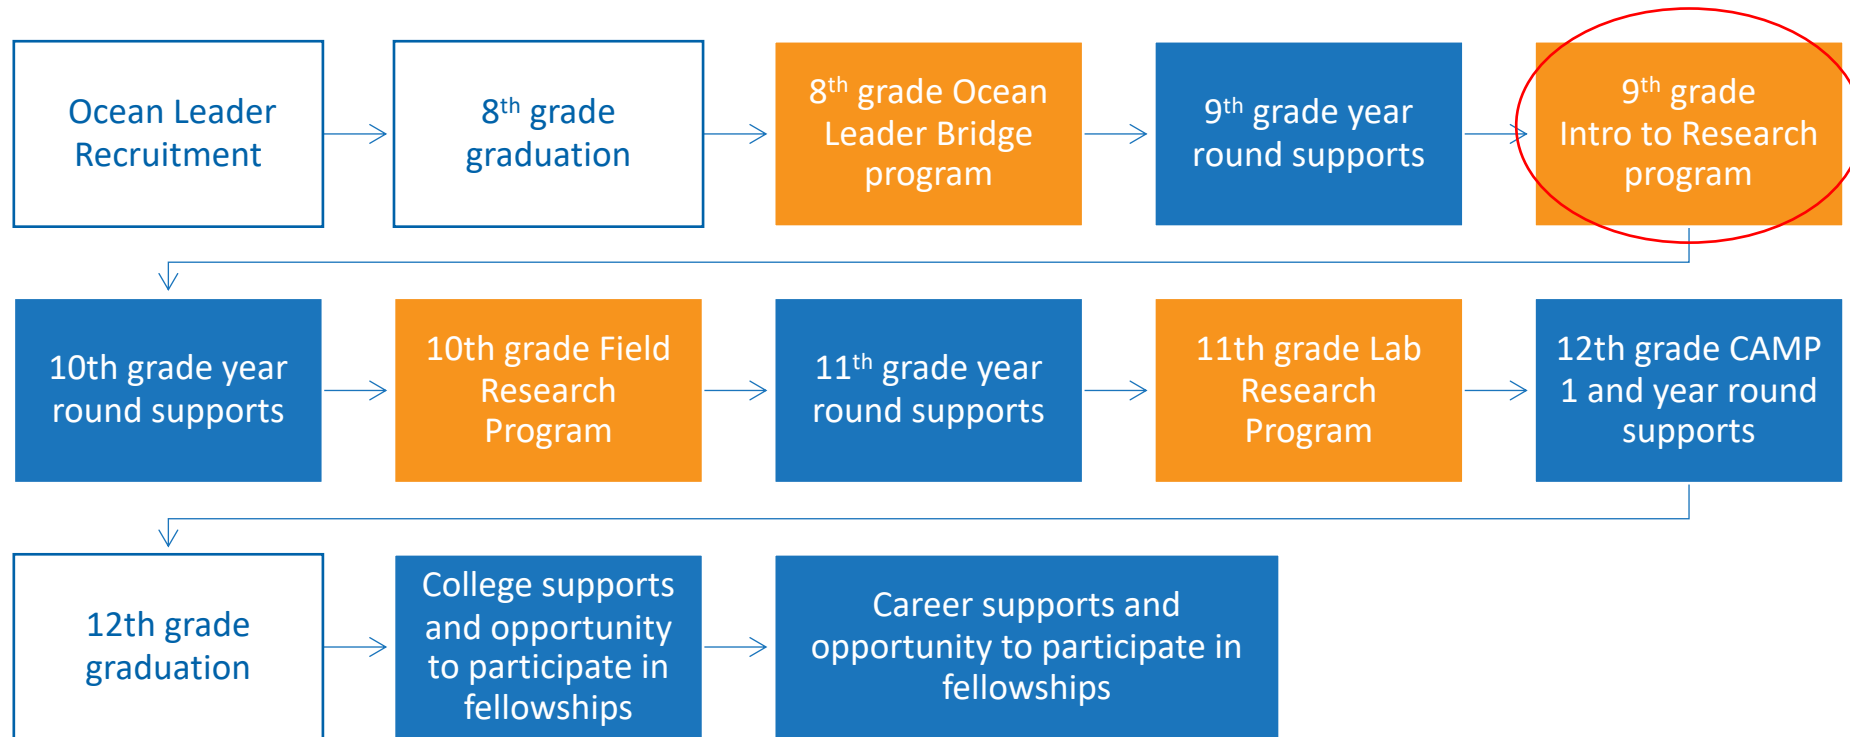 Ocean Leader
Recruitment
8th grade
graduation
8th grade Ocean
Leader Bridge
program
9th grade year
round supports
9th grade
Intro to Research
program
10th grade year
round supports
10th grade Field
Research
Program
11th grade year
round supports
11th grade Lab
Research
Program
12th grade CAMP
1 and year round
supports
12th grade
graduation
College supports
and opportunity
to participate in
fellowships
Career supports and
opportunity to participate in
fellowships